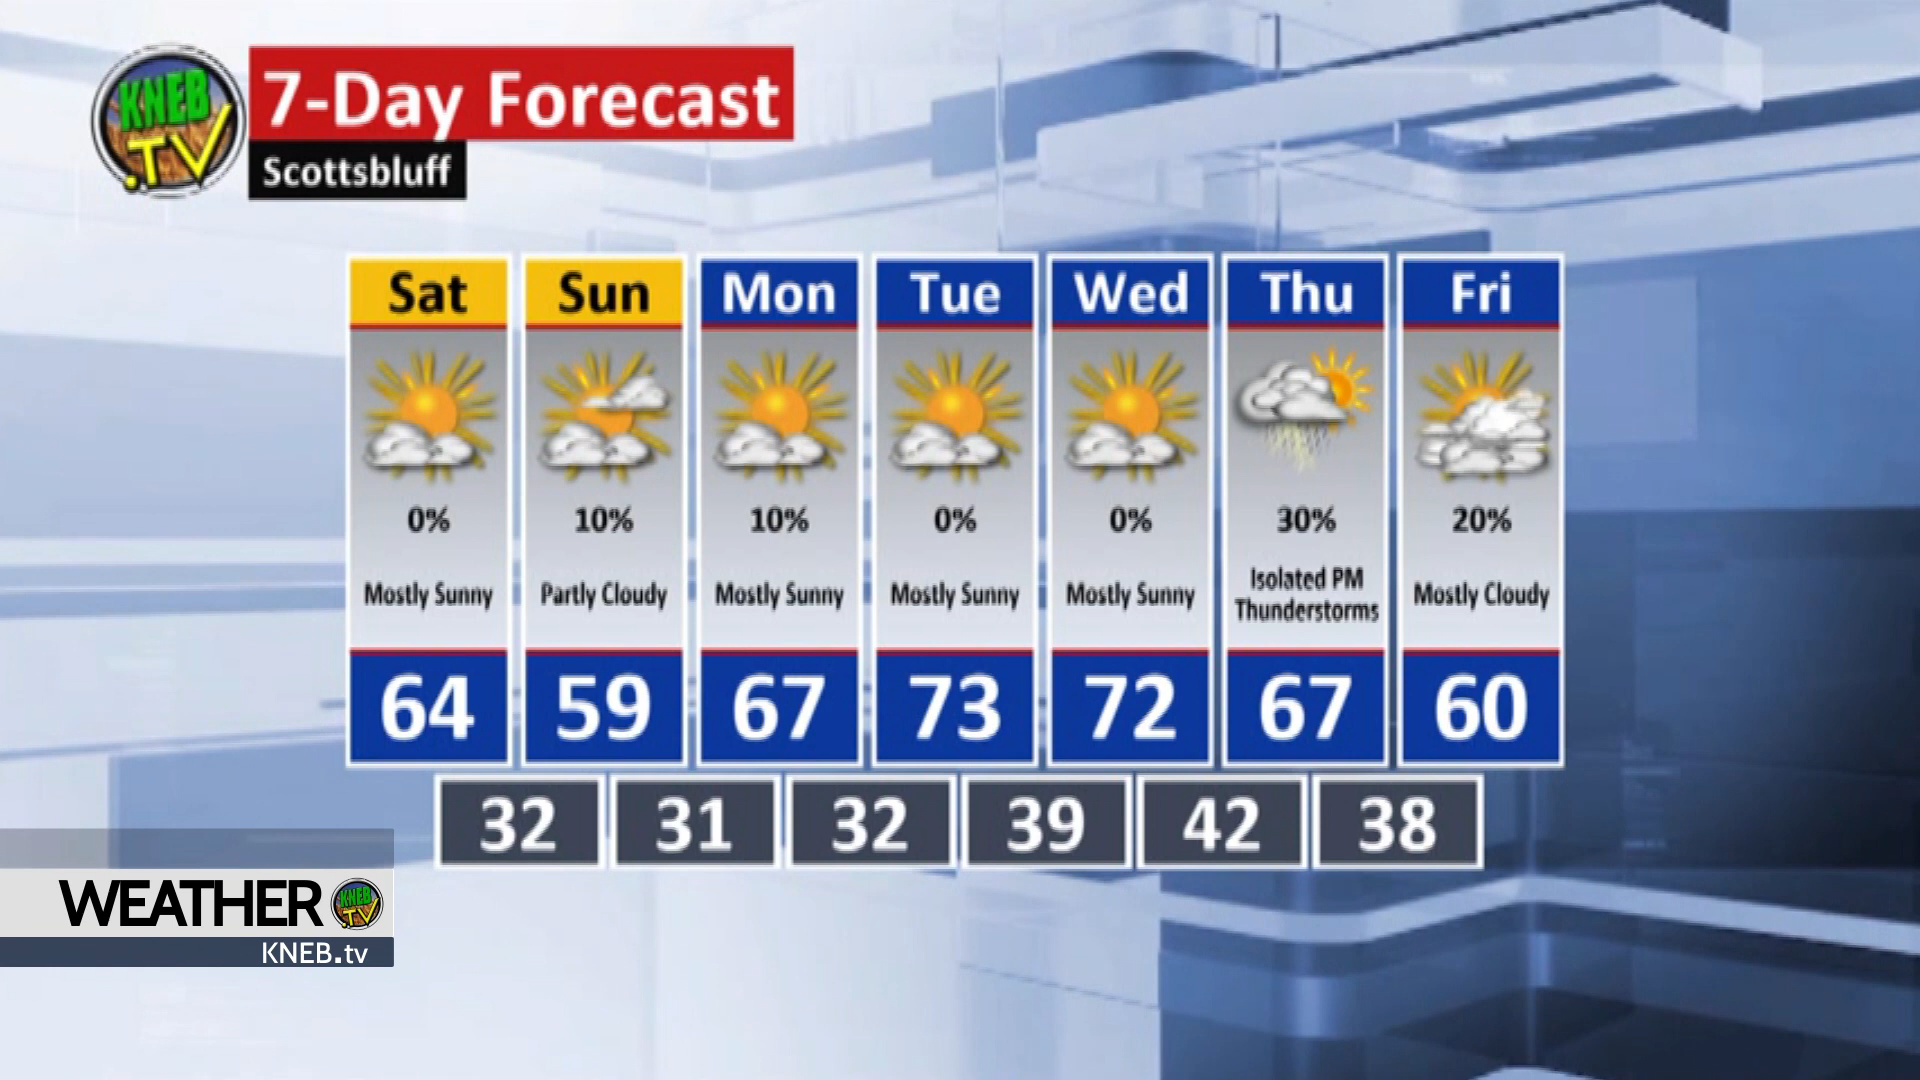 KNEB
.TV
7-Day Forecast
Scottsbluff
Sat Sun Mon Tue Wed Thu Fri
0% 10% 10% 0% 0% 30% 20%
Mostly Sunny Partly Cloudy Mostly Sunny Mostly Sunny Mostly Sunny Isolated PM Thunderstorms Mostly Cloudy
64 59 67 73 72 67 60
32 31 32 39 42 38
WEATHER KNEB .TV
KNEB.tv